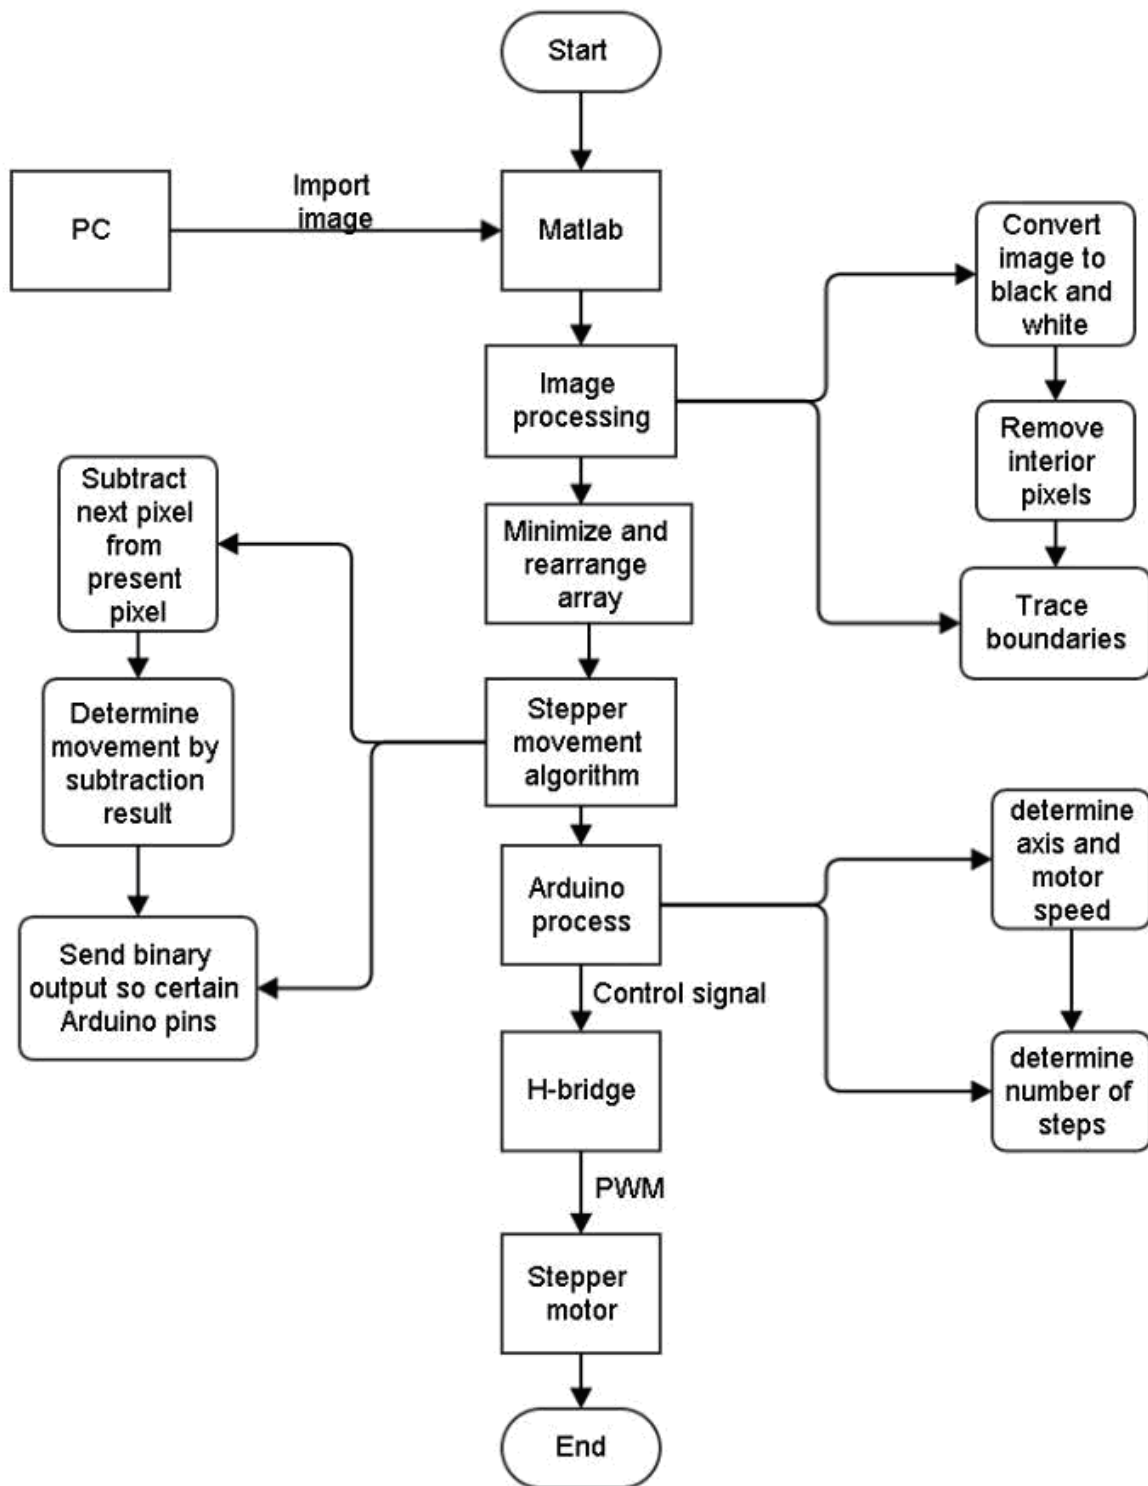 Start
PC
Import
image
Matlab
Convert
image to
black and
white
Image
processing
Remove
interior
pixels
Subtract
next pixel
from
present
pixel
Minimize and
rearrange
array
Trace
boundaries
Determine
movement by
subtraction
result
Stepper
movement
algorithm
determine
axis and
motor
speed
Arduino
process
Send binary
output so certain
Arduino pins
Control signal
H-bridge
determine
number of
steps
PWM
Stepper
motor
End